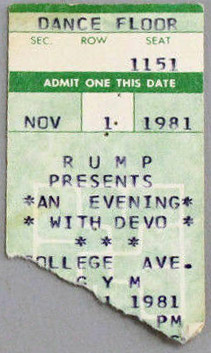 DANCE FLOOR
SEC. ROW SEAT
1151
ADMIT ONE THIS DATE
NOV 1 1981
RUMP
PRESENTS
*AN EVENING*
* WITH DEVO *
* * *
COLLEGE AVE.
GYM
1 1981
PM